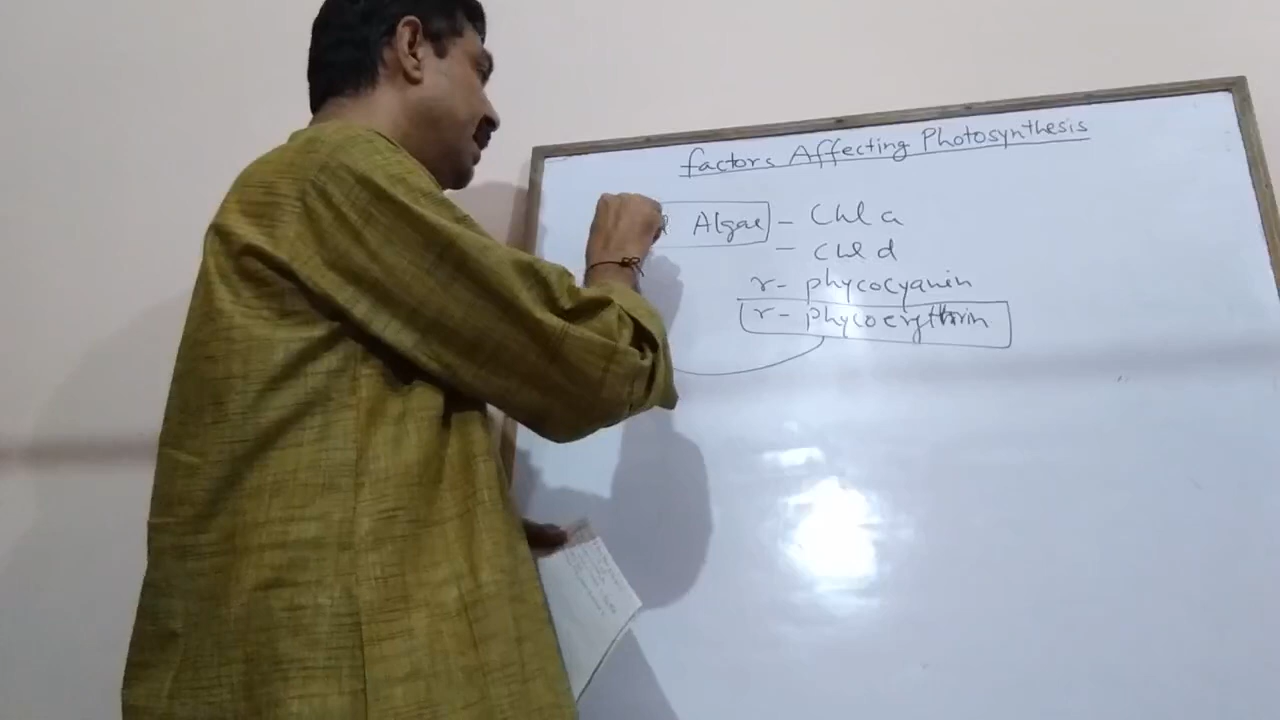 factors Affecting Photosynthesis
Algae - Chl a
- Chl d
r- phycocyanin
r- phycoerythrin